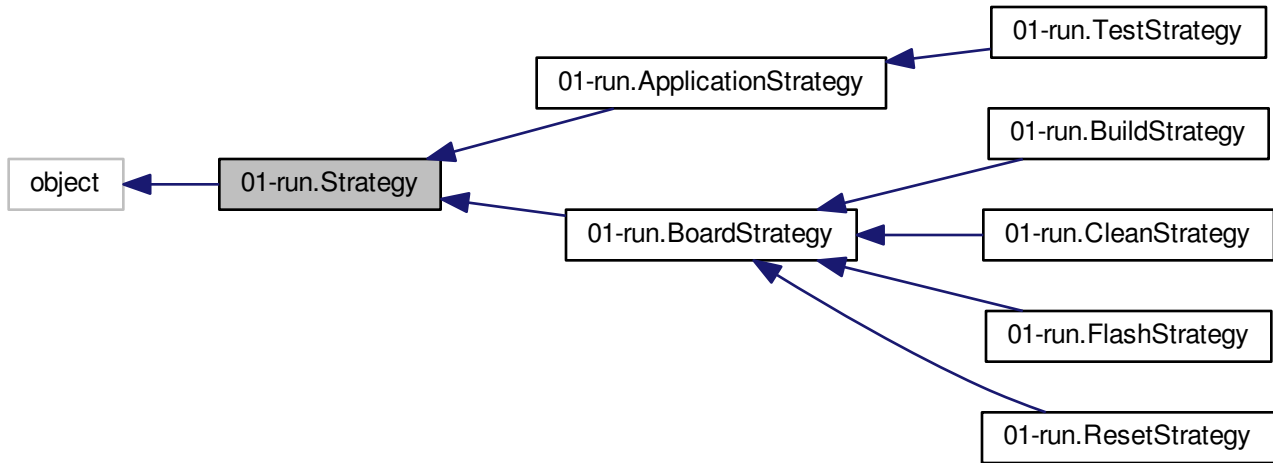 01-run.TestStrategy
01-run.ApplicationStrategy
01-run.BuildStrategy
object
01-run.Strategy
01-run.BoardStrategy
01-run.CleanStrategy
01-run.FlashStrategy
01-run.ResetStrategy